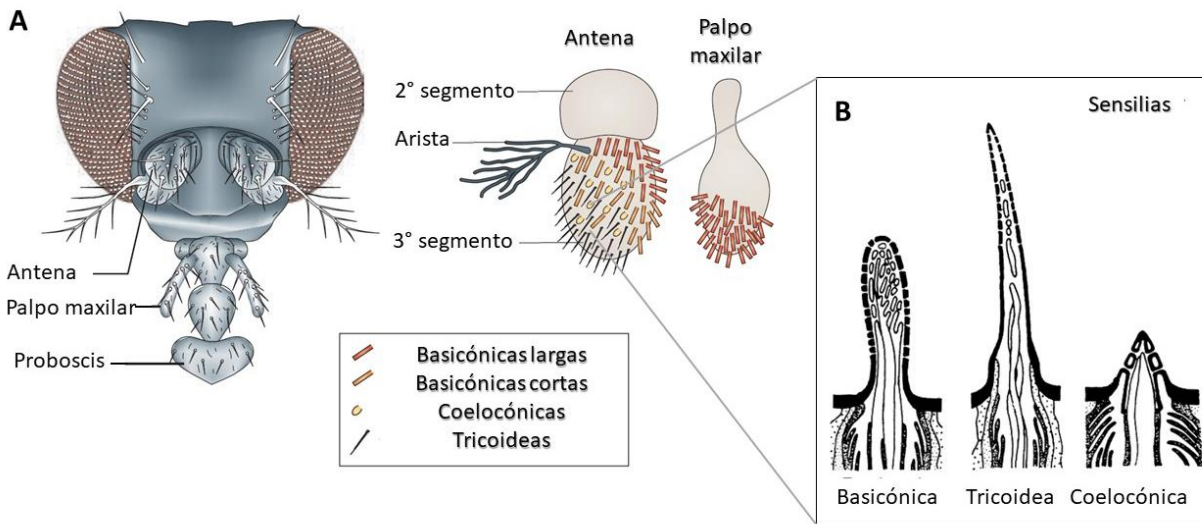 A
Antena
Palpo
maxilar
2° segmento
Arista
3° segmento
Antena
Palpo maxilar
Proboscis
Basicónicas largas
Basicónicas cortas
Coelocónicas
Tricoideas
B
Sensilias
Basicónica
Tricoidea
Coelocónica